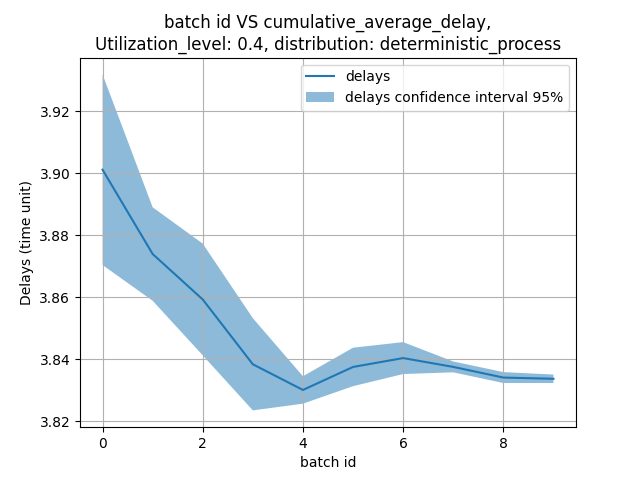 batch id VS cumulative_average_delay,
Utilization_level: 0.4, distribution: deterministic_process
delays
delays confidence interval 95%
Delays (time unit)
3.92
3.90
3.88
3.86
3.84
3.82
0 2 4 6 8
batch id